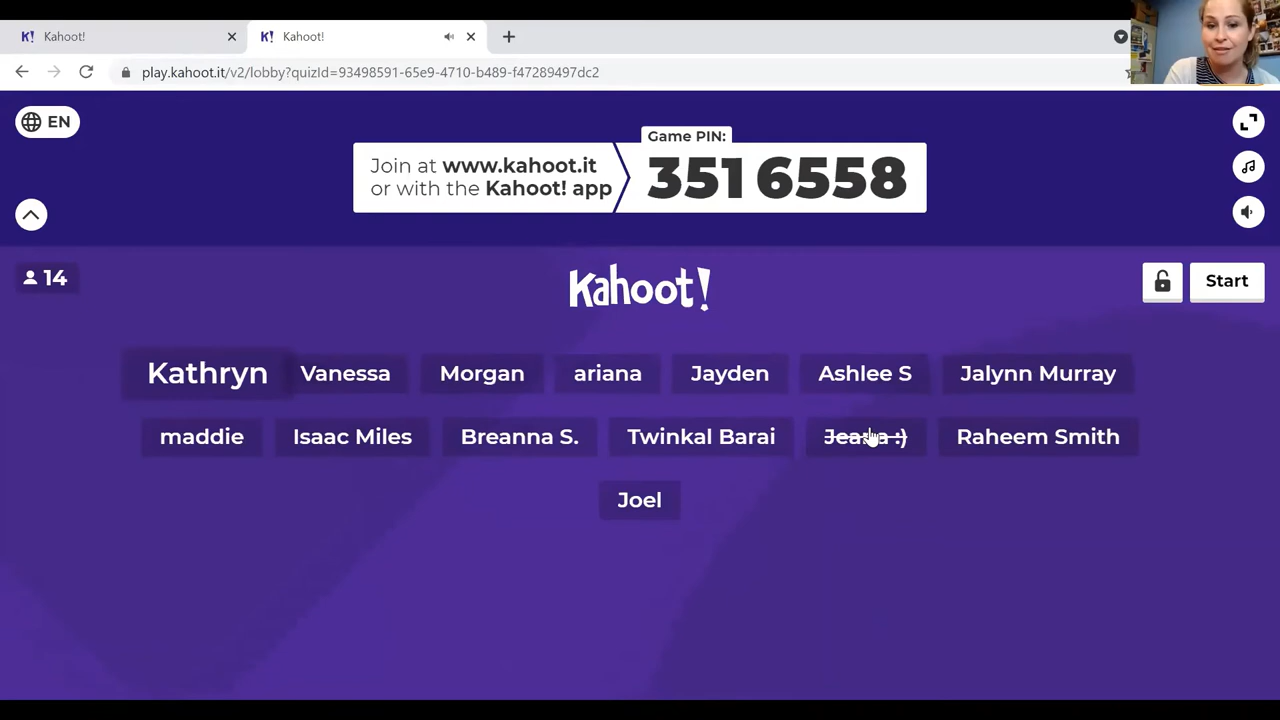 K! Kahoot!
K! Kahoot!
play.kahoot.it/v2/lobby?quizId=93498591-65e9-4710-b489-f47289497dc2
EN
Game PIN:
Join at www.kahoot.it
or with the Kahoot! app
351 6558
14
Kahoot!
Start
Kathryn Vanessa Morgan ariana Jayden Ashlee S Jalynn Murray
maddie Isaac Miles Breanna S. Twinkal Barai :) Raheem Smith
Joel